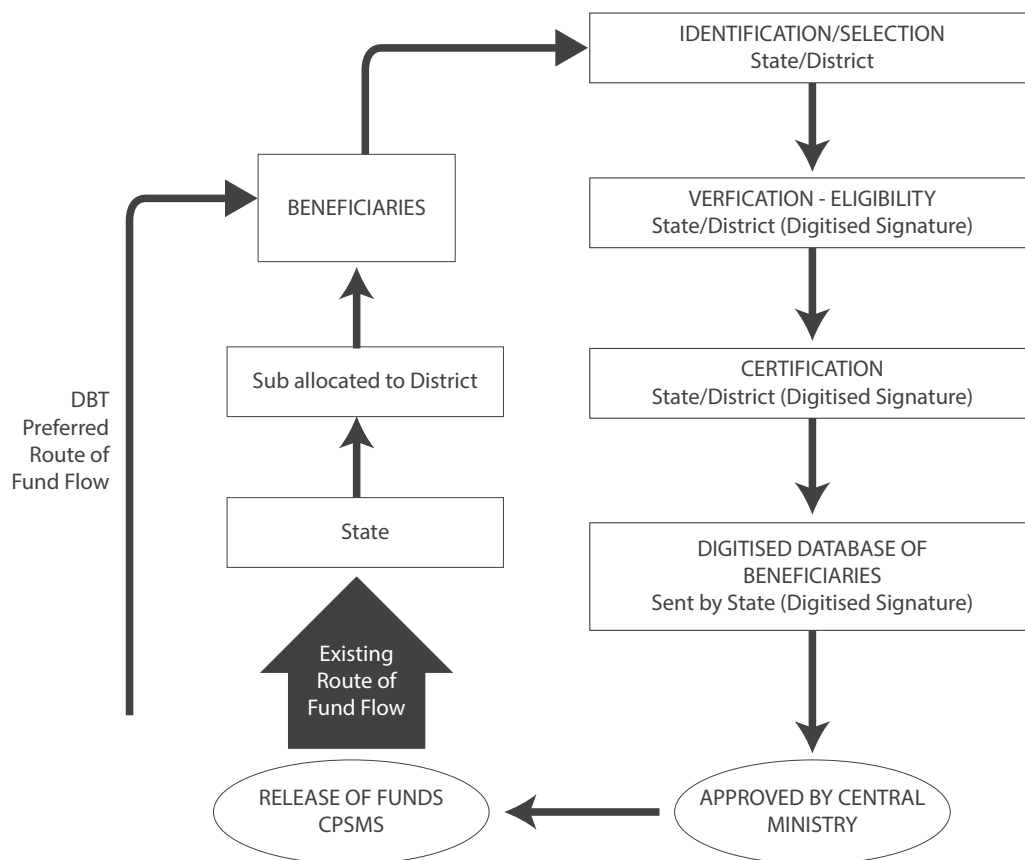 IDENTIFICATION/SELECTION
State/District
VERFICATION - ELIGIBILITY
State/District (Digitised Signature)
CERTIFICATION
State/District (Digitised Signature)
DIGITISED DATABASE OF
BENEFICIARIES
Sent by State (Digitised Signature)
APPROVED BY CENTRAL
MINISTRY
RELEASE OF FUNDS
CPSMS
Existing
Route of
Fund Flow
State
Sub allocated to District
BENEFICIARIES
DBT
Preferred
Route of
Fund Flow